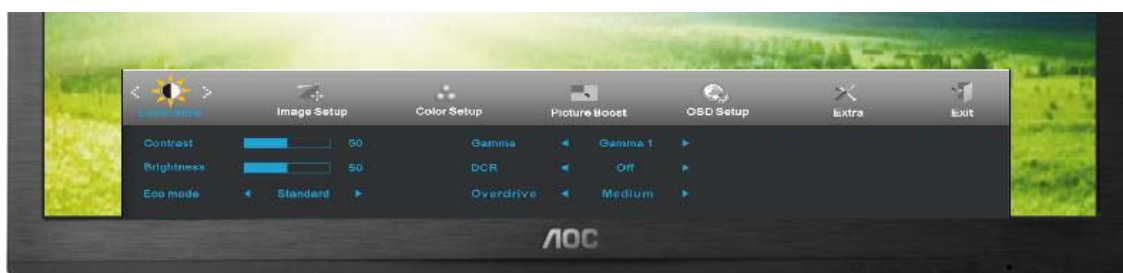 Luminance Image Setup Color Setup Picture Boost OSD Setup Extra Exit
Contrast 50 Gamma Gamma 1
Brightness 50 DCR Off
Eco mode Standard Overdrive Medium
AOC